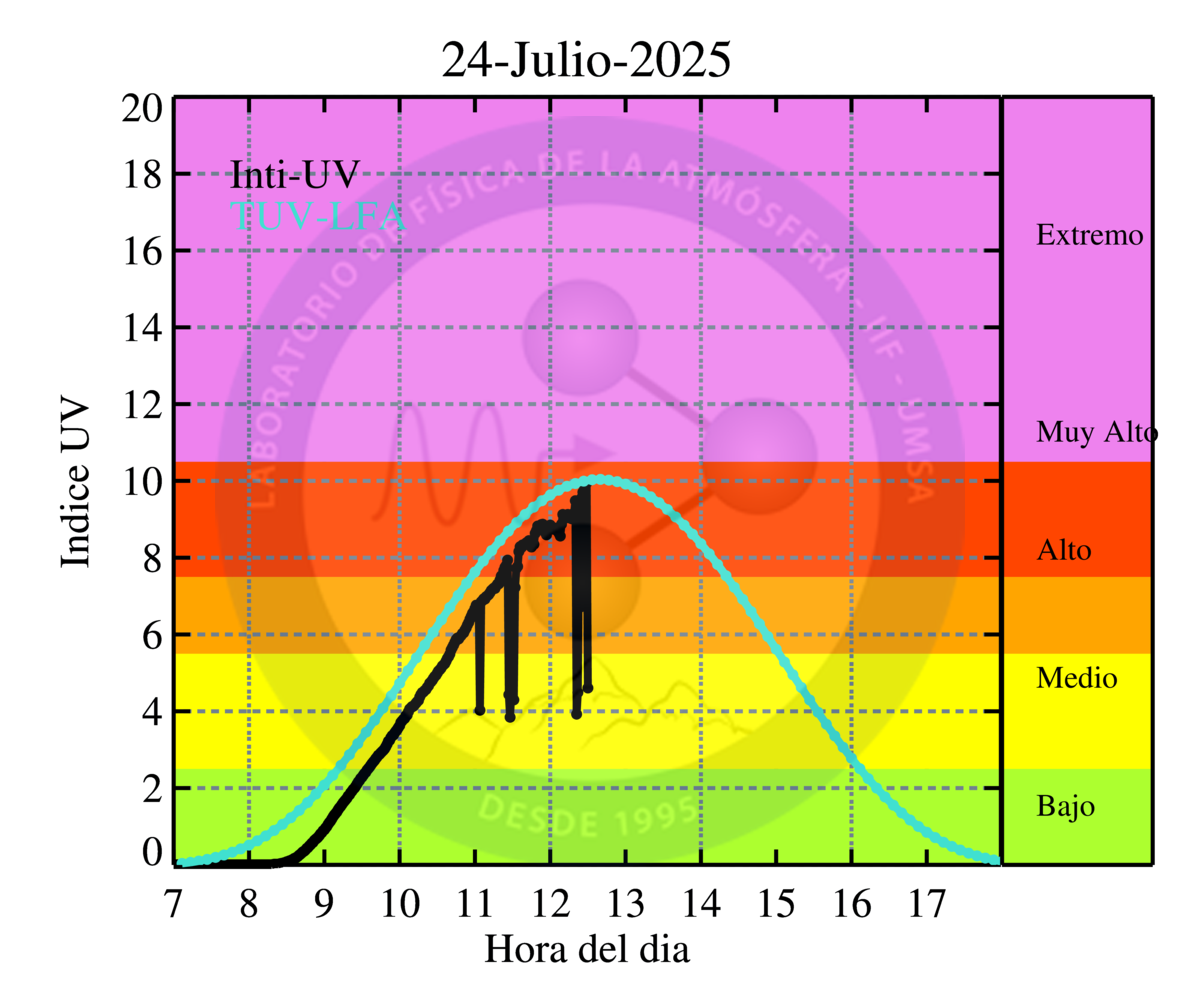 24-Julio-2025
Indice UV
20
18
16
14
12
10
8
6
4
2
0
Inti-UV
TUV-LFA
LABORATORIO DE FÍSICA DE LA ATMÓSFERA - IIF - UMSA
DESDE 1995
Extremo
Muy Alto
Alto
Medio
Bajo
7 8 9 10 11 12 13 14 15 16 17
Hora del dia